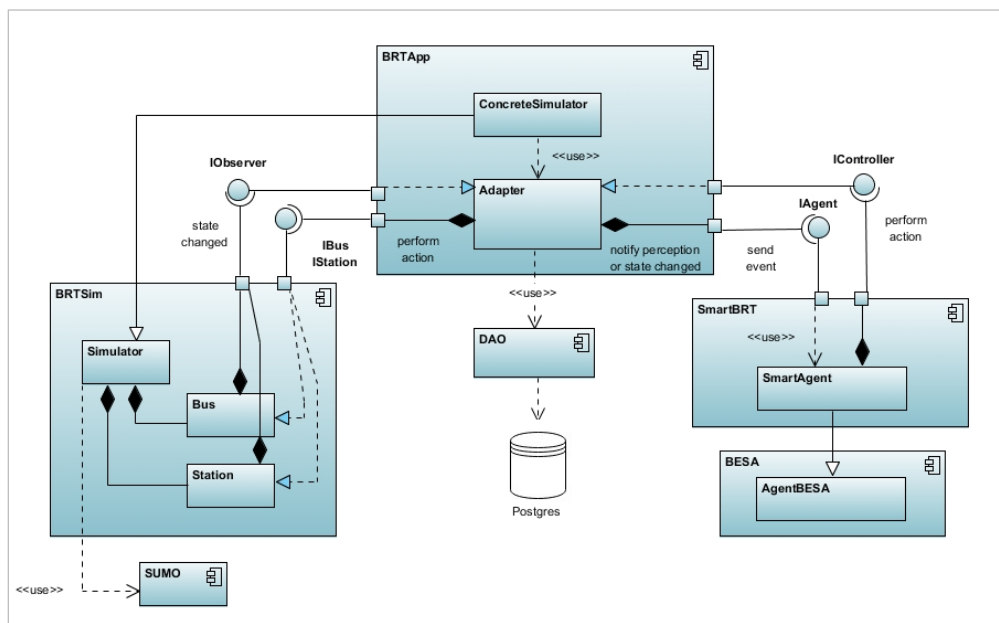 BRTApp
ConcreteSimulator
<<use>>
IObserver
IController
Adapter
IAgent
state
changed
IBus
IStation
perform
action
notify perception
or state changed
send
event
perform
action
BRTSim
<<use>>
SmartBRT
Simulator
DAO
<<use>>
SmartAgent
Bus
Station
BESA
AgentBESA
Postgres
SUMO
<<use>>